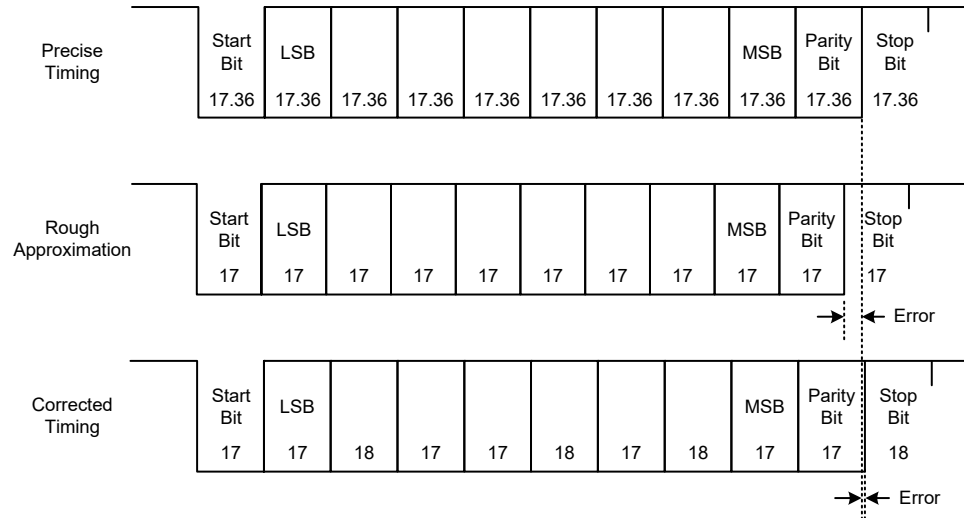 Precise
Timing
Start
Bit
LSB
MSB
Parity
Bit
Stop
Bit
17.36 17.36 17.36 17.36 17.36 17.36 17.36 17.36 17.36 17.36 17.36
Rough
Approximation
Start
Bit
LSB
MSB
Parity
Bit
Stop
Bit
17 17 17 17 17 17 17 17 17 17 17
Error
Corrected
Timing
Start
Bit
LSB
MSB
Parity
Bit
Stop
Bit
17 17 18 17 17 18 17 18 17 17 18
Error